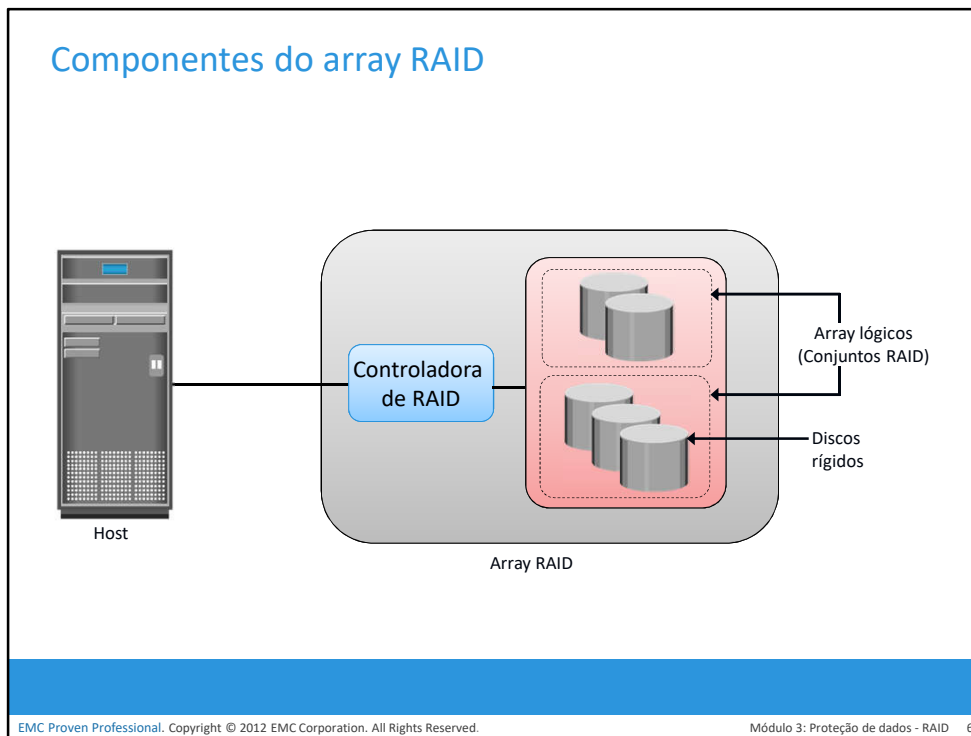 Componentes do array RAID
Controladora
de RAID
Array lógicos
(Conjuntos RAID)
Discos
rígidos
Host
Array RAID
EMC Proven Professional. Copyright © 2012 EMC Corporation. All Rights Reserved.
Módulo 3: Proteção de dados - RAID 6